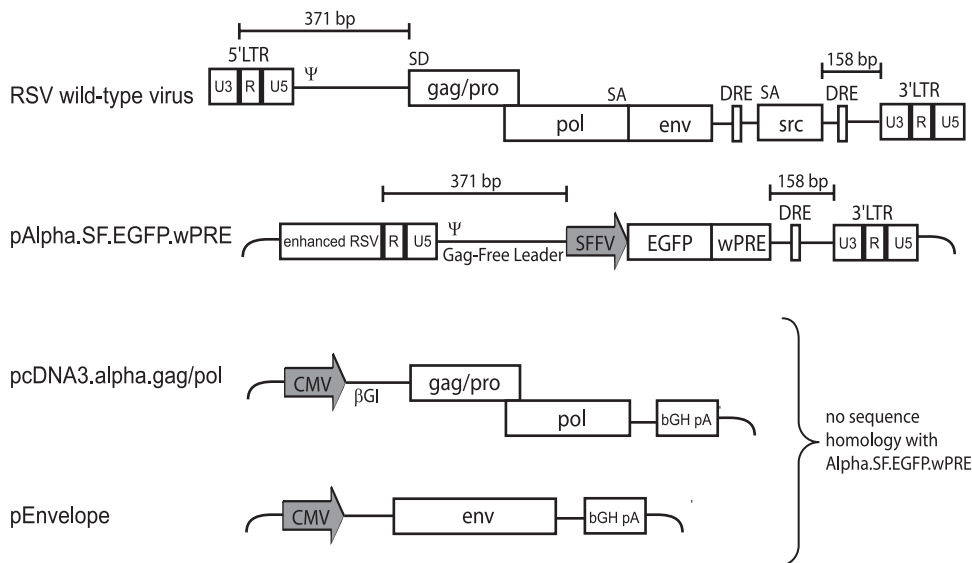 371 bp
158 bp
5'LTR
Ψ
SD
SA
DRE
SA
DRE
3'LTR
RSV wild-type virus
U3 R U5
gag/pro
pol
env
src
U3 R U5
371 bp
158 bp
pAlpha.SF.EGFP.wPRE
Ψ
DRE
3'LTR
enhanced RSV R U5
Gag-Free Leader
SFFV
EGFP
wPRE
U3 R U5
pcDNA3.alpha.gag/pol
CMV
βGI
gag/pro
pol
bGH pA
no sequence
homology with
Alpha.SF.EGFP.wPRE
pEnvelope
CMV
env
bGH pA